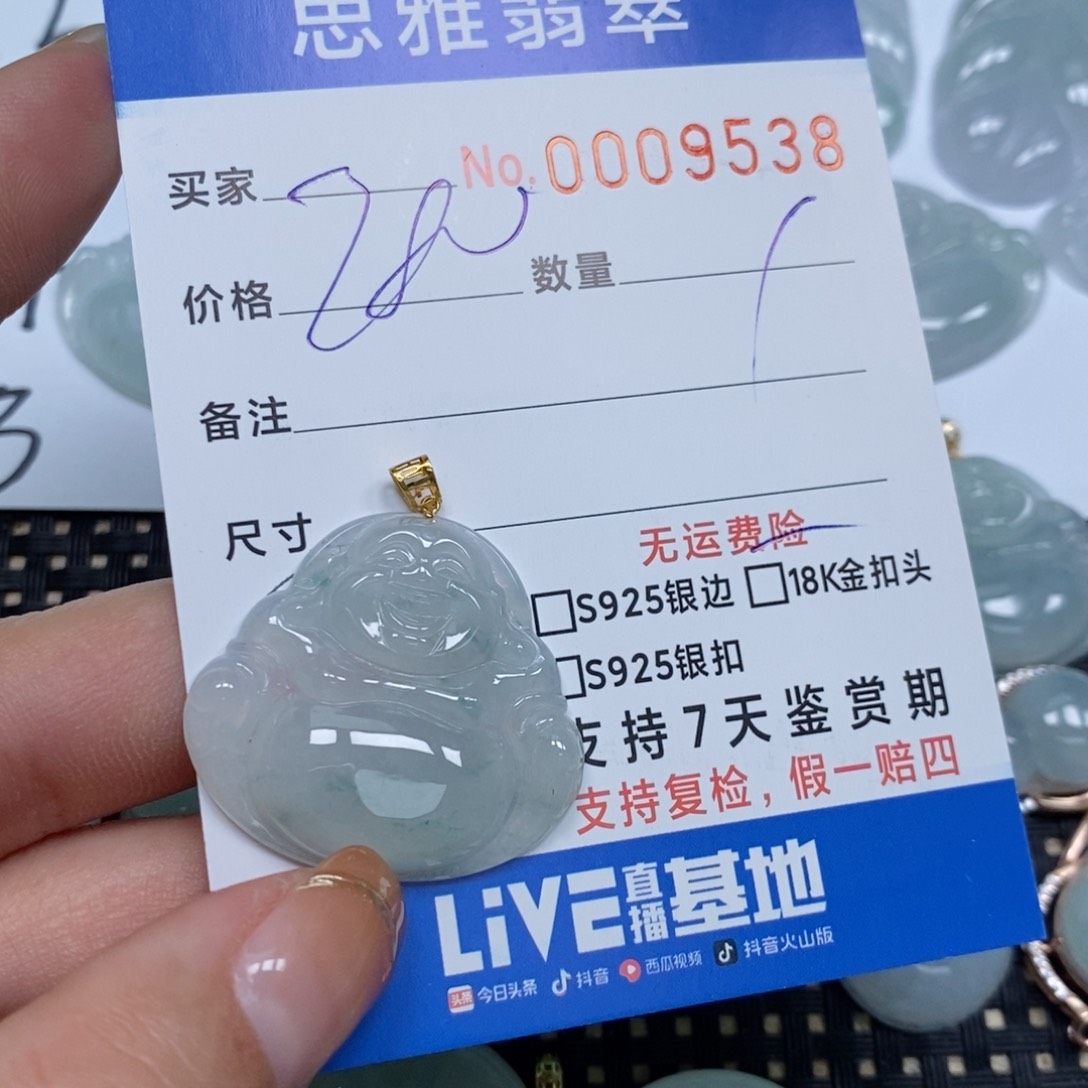 思雅翡翠
No.0009538
买家
价格 数量
备注
尺寸
无运费险
□S925银边 □18K金扣头
□S925银扣
支持7天鉴赏期
支持复检，假一赔四
LiVE直播基地
头条 今日头条 抖音 西瓜视频 抖音火山版